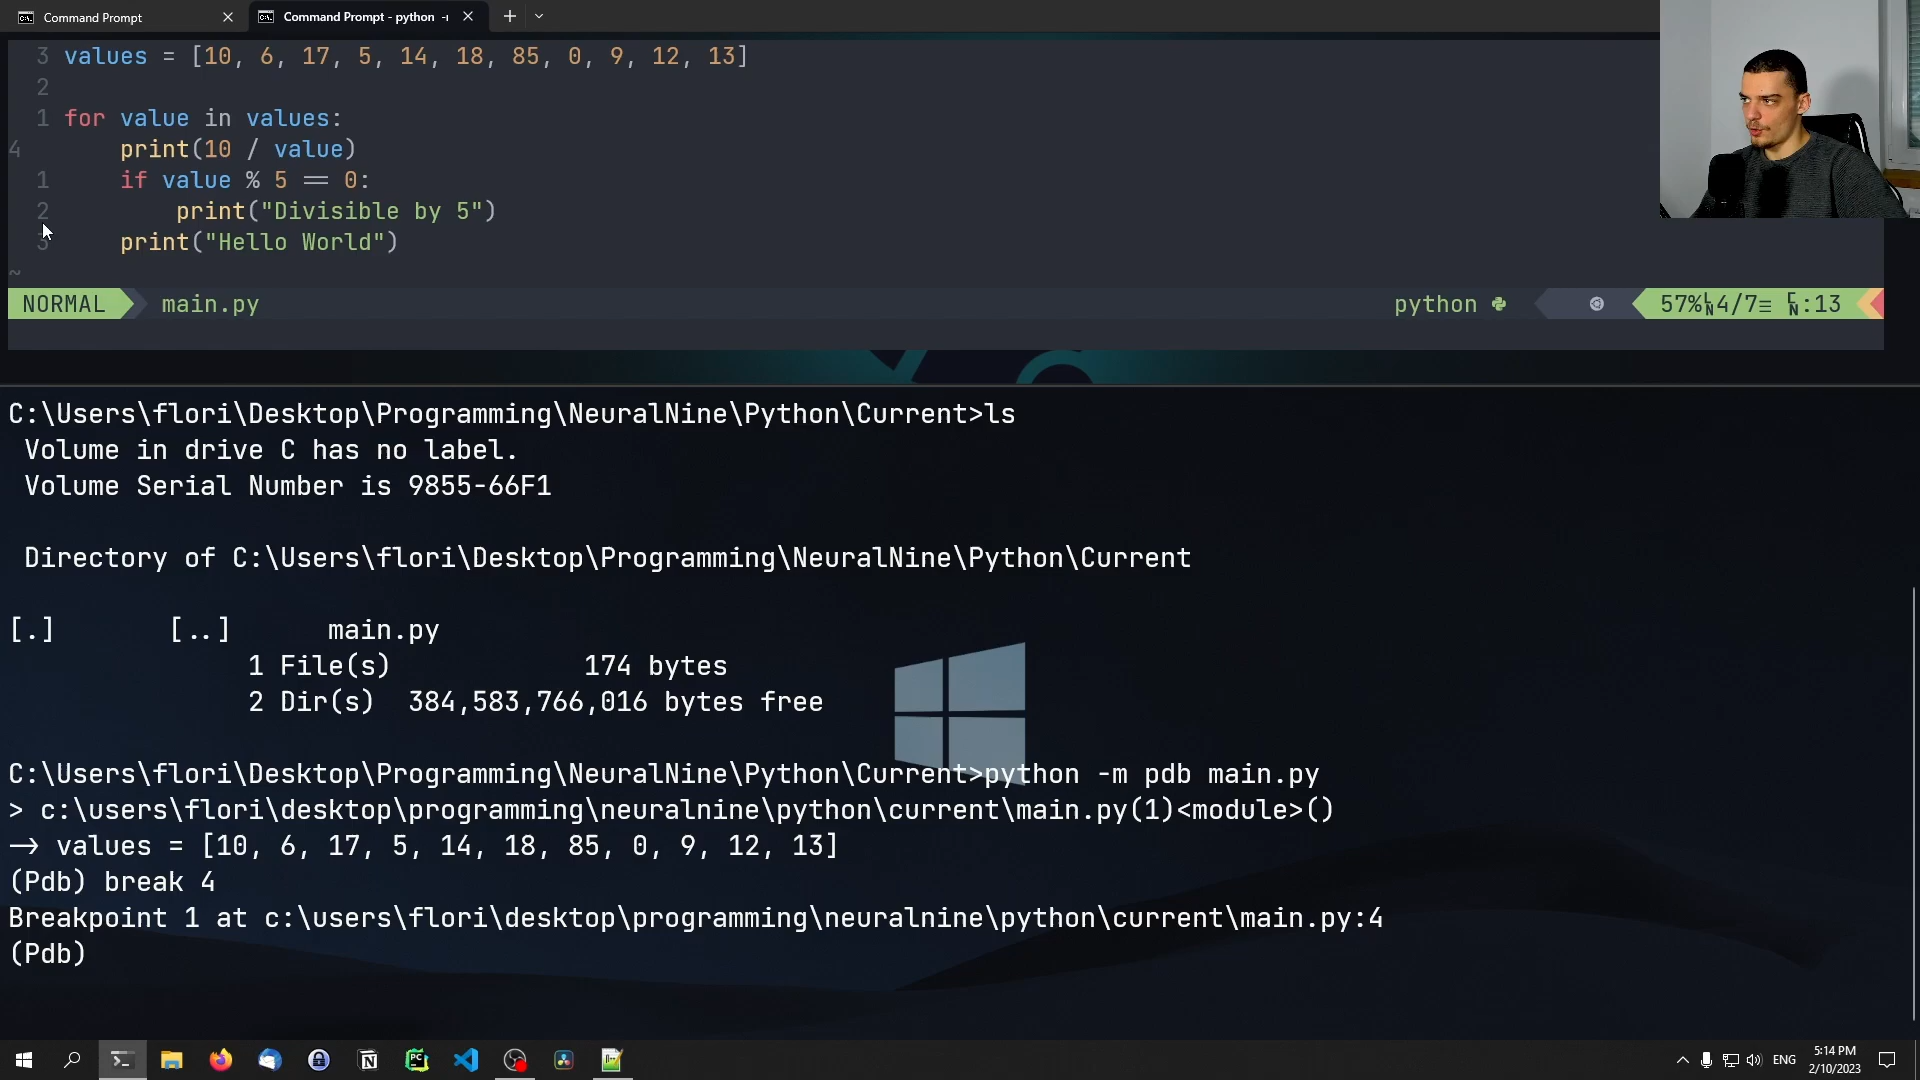 Command Prompt
Command Prompt - python -
3 values = [10, 6, 17, 5, 14, 18, 85, 0, 9, 12, 13]
2
1 for value in values:
4 print(10 / value)
1 if value % 5 == 0:
2 print("Divisible by 5")
3 print("Hello World")
~
NORMAL main.py python 57% LN 4/7≡ CN:13
C:\Users\flori\Desktop\Programming\NeuralNine\Python\Current>ls
Volume in drive C has no label.
Volume Serial Number is 9855-66F1
Directory of C:\Users\flori\Desktop\Programming\NeuralNine\Python\Current
[.] [..] main.py
1 File(s) 174 bytes
2 Dir(s) 384,583,766,016 bytes free
C:\Users\flori\Desktop\Programming\NeuralNine\Python\Current>python -m pdb main.py
> c:\users\flori\desktop\programming\neuralnine\python\current\main.py(1)<module>()
-> values = [10, 6, 17, 5, 14, 18, 85, 0, 9, 12, 13]
(Pdb) break 4
Breakpoint 1 at c:\users\flori\desktop\programming\neuralnine\python\current\main.py:4
(Pdb)
ENG
5:14 PM
2/10/2023